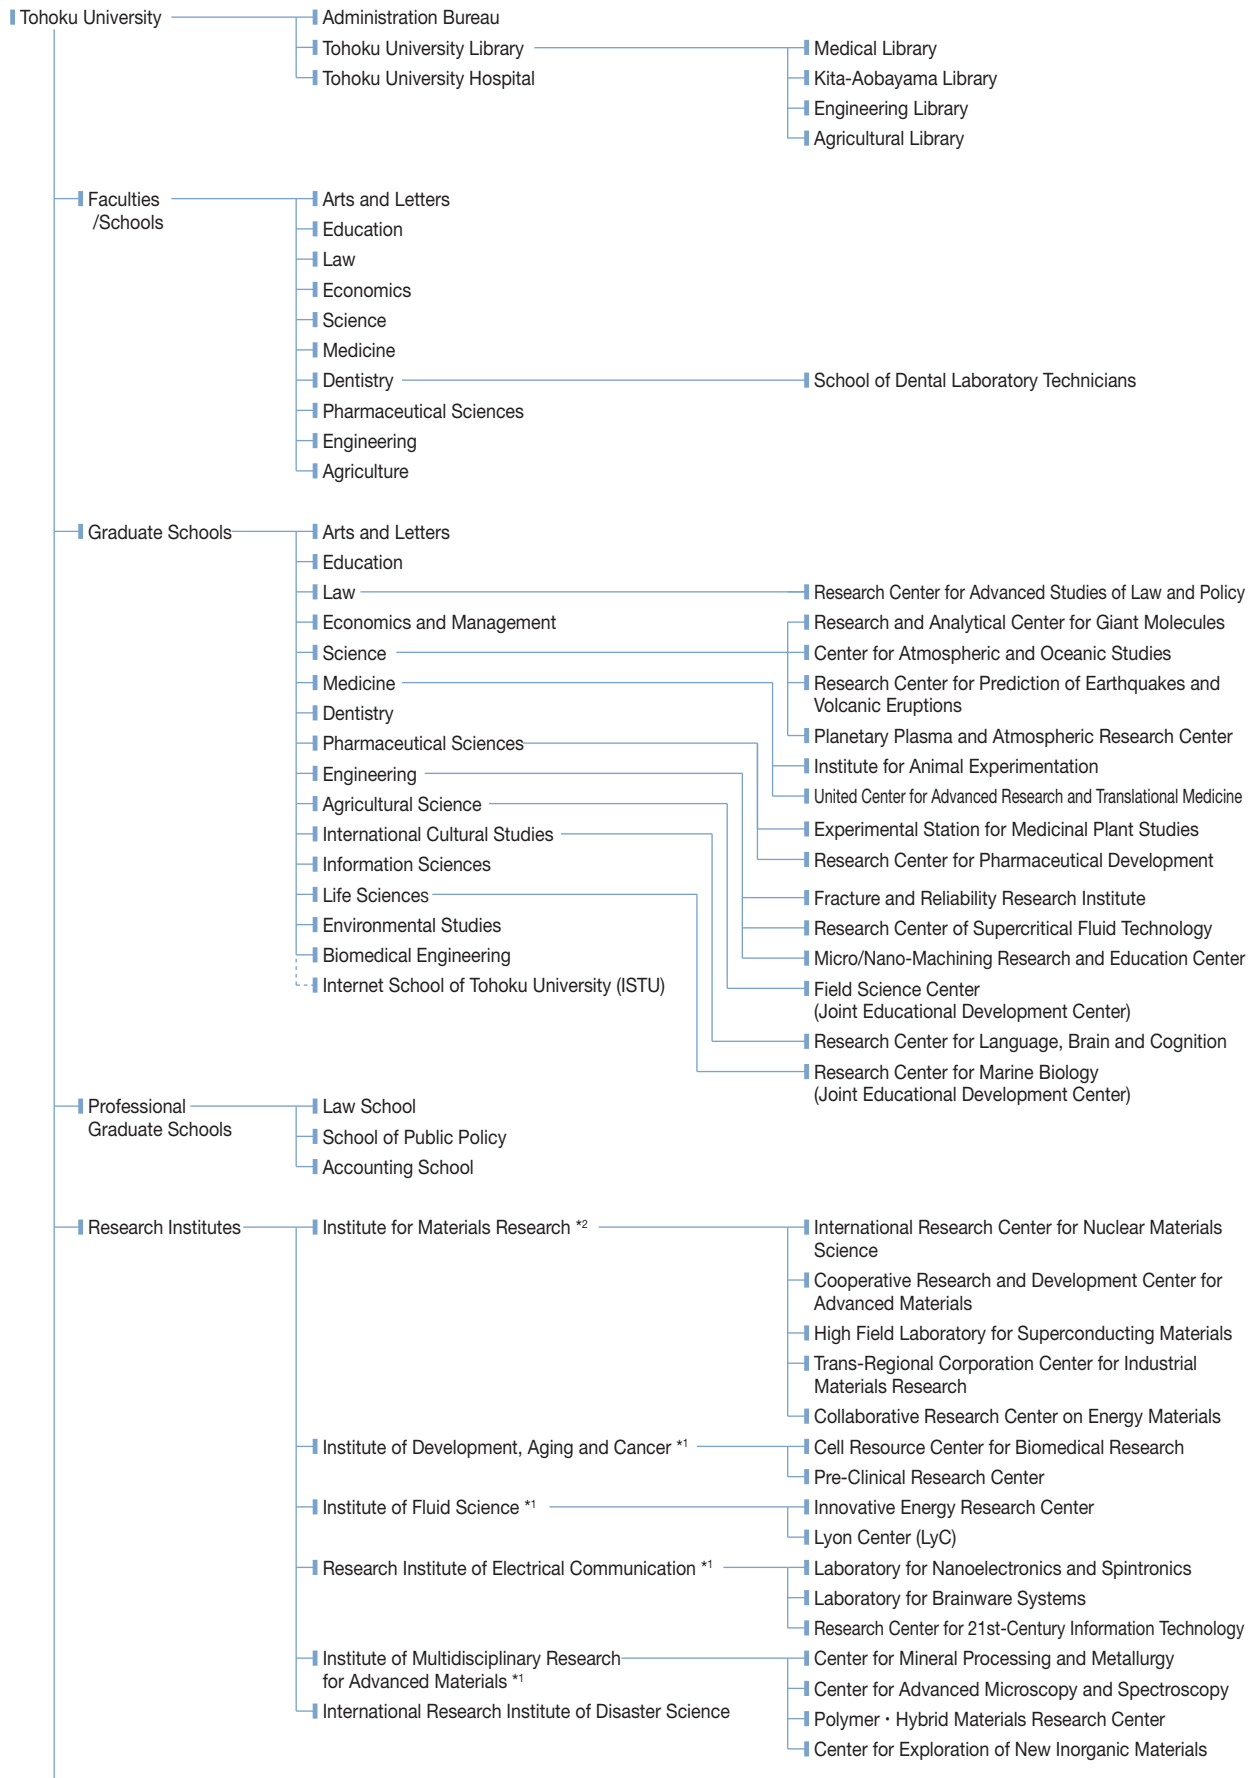 Tohoku University
Administration Bureau
Tohoku University Library
Medical Library
Tohoku University Hospital
Kita-Aobayama Library
Engineering Library
Agricultural Library
Faculties
/Schools
Arts and Letters
Education
Law
Economics
Science
Medicine
Dentistry
School of Dental Laboratory Technicians
Pharmaceutical Sciences
Engineering
Agriculture
Graduate Schools
Arts and Letters
Education
Law
Research Center for Advanced Studies of Law and Policy
Economics and Management
Research and Analytical Center for Giant Molecules
Science
Center for Atmospheric and Oceanic Studies
Medicine
Research Center for Prediction of Earthquakes and
Volcanic Eruptions
Dentistry
Planetary Plasma and Atmospheric Research Center
Pharmaceutical Sciences
Institute for Animal Experimentation
Engineering
United Center for Advanced Research and Translational Medicine
Agricultural Science
Experimental Station for Medicinal Plant Studies
International Cultural Studies
Research Center for Pharmaceutical Development
Information Sciences
Life Sciences
Fracture and Reliability Research Institute
Environmental Studies
Research Center of Supercritical Fluid Technology
Biomedical Engineering
Micro/Nano-Machining Research and Education Center
Internet School of Tohoku University (ISTU)
Field Science Center
(Joint Educational Development Center)
Research Center for Language, Brain and Cognition
Research Center for Marine Biology
(Joint Educational Development Center)
Professional
Graduate Schools
Law School
School of Public Policy
Accounting School
Research Institutes
Institute for Materials Research *2
International Research Center for Nuclear Materials
Science
Cooperative Research and Development Center for
Advanced Materials
High Field Laboratory for Superconducting Materials
Trans-Regional Corporation Center for Industrial
Materials Research
Collaborative Research Center on Energy Materials
Institute of Development, Aging and Cancer *1
Cell Resource Center for Biomedical Research
Pre-Clinical Research Center
Institute of Fluid Science *1
Innovative Energy Research Center
Lyon Center (LyC)
Research Institute of Electrical Communication *1
Laboratory for Nanoelectronics and Spintronics
Laboratory for Brainware Systems
Research Center for 21st-Century Information Technology
Institute of Multidisciplinary Research
for Advanced Materials *1
Center for Mineral Processing and Metallurgy
Center for Advanced Microscopy and Spectroscopy
International Research Institute of Disaster Science
Polymer・Hybrid Materials Research Center
Center for Exploration of New Inorganic Materials